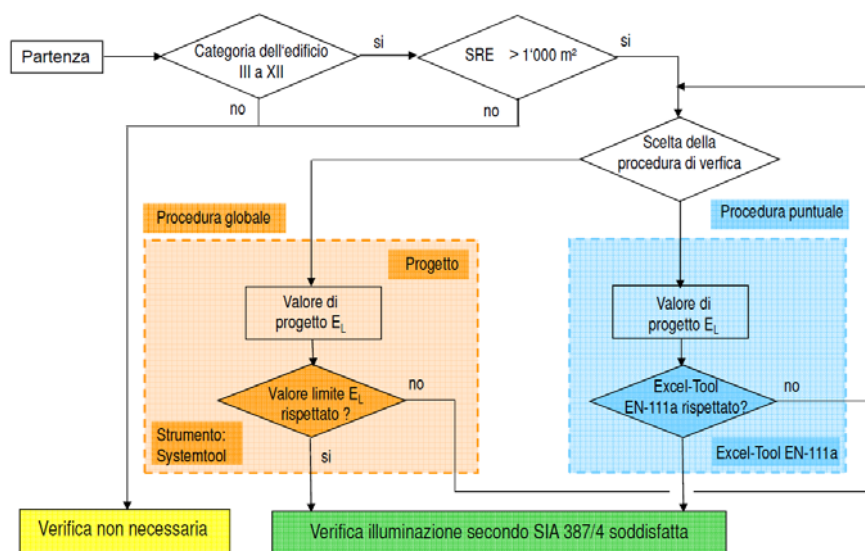 Partenza
Categoria dell'edificio
III a XII
si
SRE > 1'000 m²
si
no
no
Scelta della
procedura di verfica
Procedura globale
Procedura puntuale
Progetto
Valore di
progetto EL
Valore di
progetto EL
Valore limite EL
rispettato ?
no
Excel-Tool
EN-111a rispettato?
no
Strumento:
Systemtool
si
Excel-Tool EN-111a
Verifica non necessaria
Verifica illuminazione secondo SIA 387/4 soddisfatta